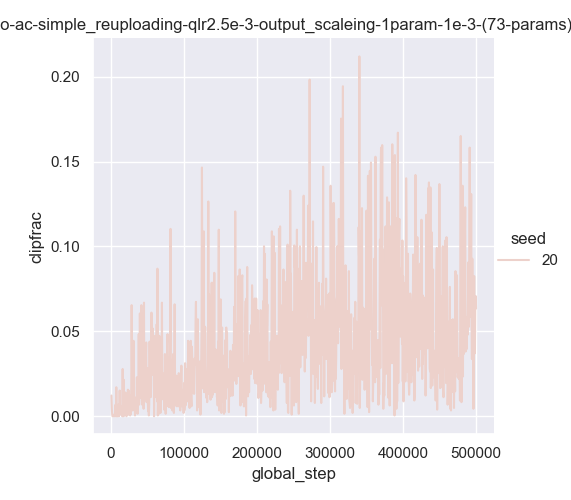 o-ac-simple_reuploading-qlr2.5e-3-output_scaleing-1param-1e-3-(73-params)
0.20
0.15
0.10
0.05
0.00
dipfrac
0 100000 200000 300000 400000 500000
global_step
seed
20